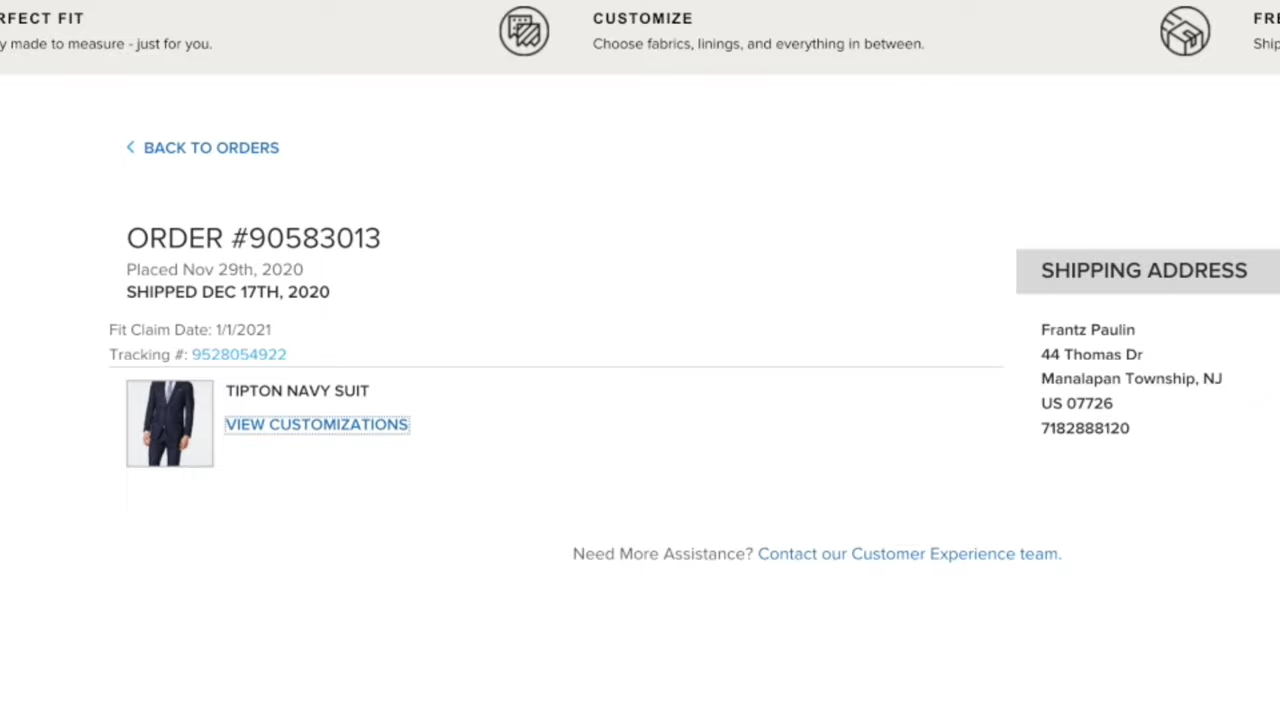 RFECT FIT
y made to measure - just for you.
CUSTOMIZE
Choose fabrics, linings, and everything in between.
FRE
Ship
BACK TO ORDERS
ORDER #90583013
Placed Nov 29th, 2020
SHIPPED DEC 17TH, 2020
Fit Claim Date: 1/1/2021
Tracking #: 9528054922
TIPTON NAVY SUIT
VIEW CUSTOMIZATIONS
SHIPPING ADDRESS
Frantz Paulin
44 Thomas Dr
Manalapan Township, NJ
US 07726
7182888120
Need More Assistance? Contact our Customer Experience team.